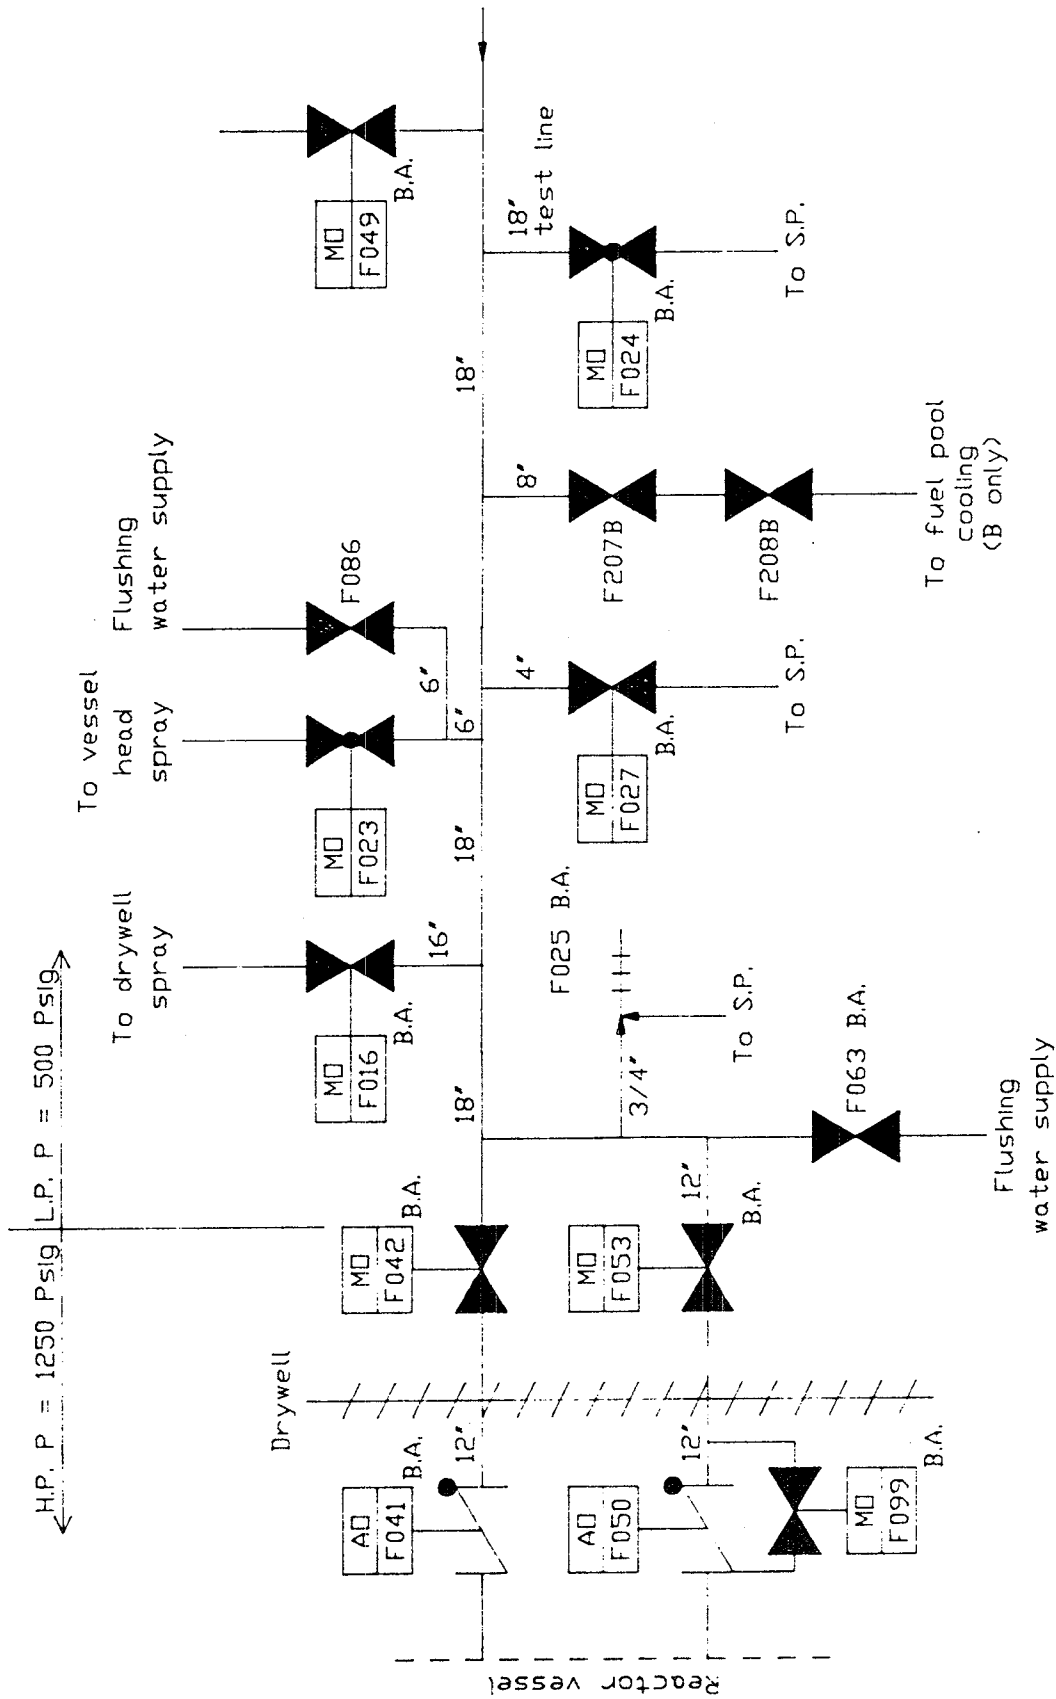 H.P. P = 1250 Psig
L.P. P = 500 Psig
MO
F049
B.A.
18"
test line
MO
F024
B.A.
To S.P.
18"
Flushing
water supply
F086
6"
8"
F207B
F208B
To fuel pool
cooling
(B only)
To vessel
head
spray
MO
F023
6"
4"
MO
F027
B.A.
To S.P.
18"
To drywell
spray
MO
F016
B.A.
16"
F025 B.A.
3/4"
To S.P.
18"
F063 B.A.
Flushing
water supply
MO
F042
B.A.
MO
F053
B.A.
12"
Drywell
AO
F041
B.A.
12"
AO
F050
12"
MO
F099
B.A.
Reactor vessel